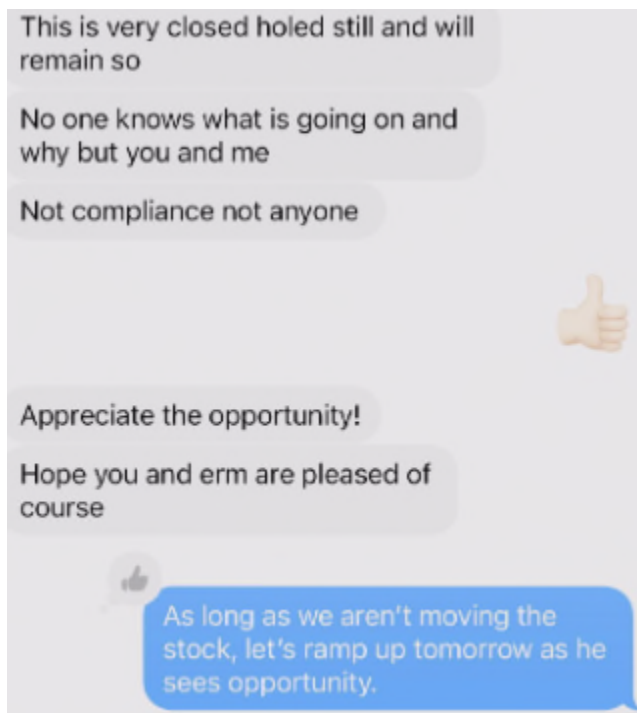 This is very closed holed still and will
remain so
No one knows what is going on and
why but you and me
Not compliance not anyone
Appreciate the opportunity!
Hope you and erm are pleased of
course
As long as we aren't moving the
stock, let's ramp up tomorrow as he
sees opportunity.